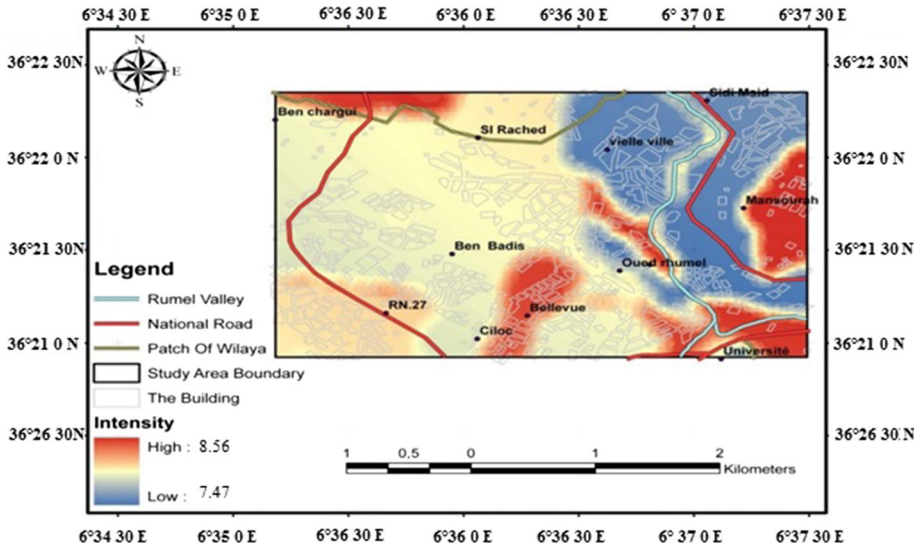 6°34 30 E 6°35 0 E 6°36 30 E 6°36 0 E 6°36 30 E 6° 37 0 E 6°37 30 E
36°22 30N 36°22 30N
N
W E
S
Sidi Msid
Ben chargui
SI Rached
vielle ville
36°22 0 N 36°22 0 N
Mansourah
36°21 30N 36°21 30N
Ben Badis
Oued rhumel
Legend
Rumel Valley
National Road
Patch Of Wilaya
Study Area Boundary
The Building
RN.27
Bellevue
Ciloc
Université
36°21 0 N 36°21 0 N
Intensity
High : 8.56
Low : 7.47
36°26 30N 36°26 30N
1 0,5 0 1 2
Kilometers
6°34 30 E 6°35 0 E 6°36 30 E 6°36 0 E 6°36 30 E 6°37 0 E 6°37 30 E